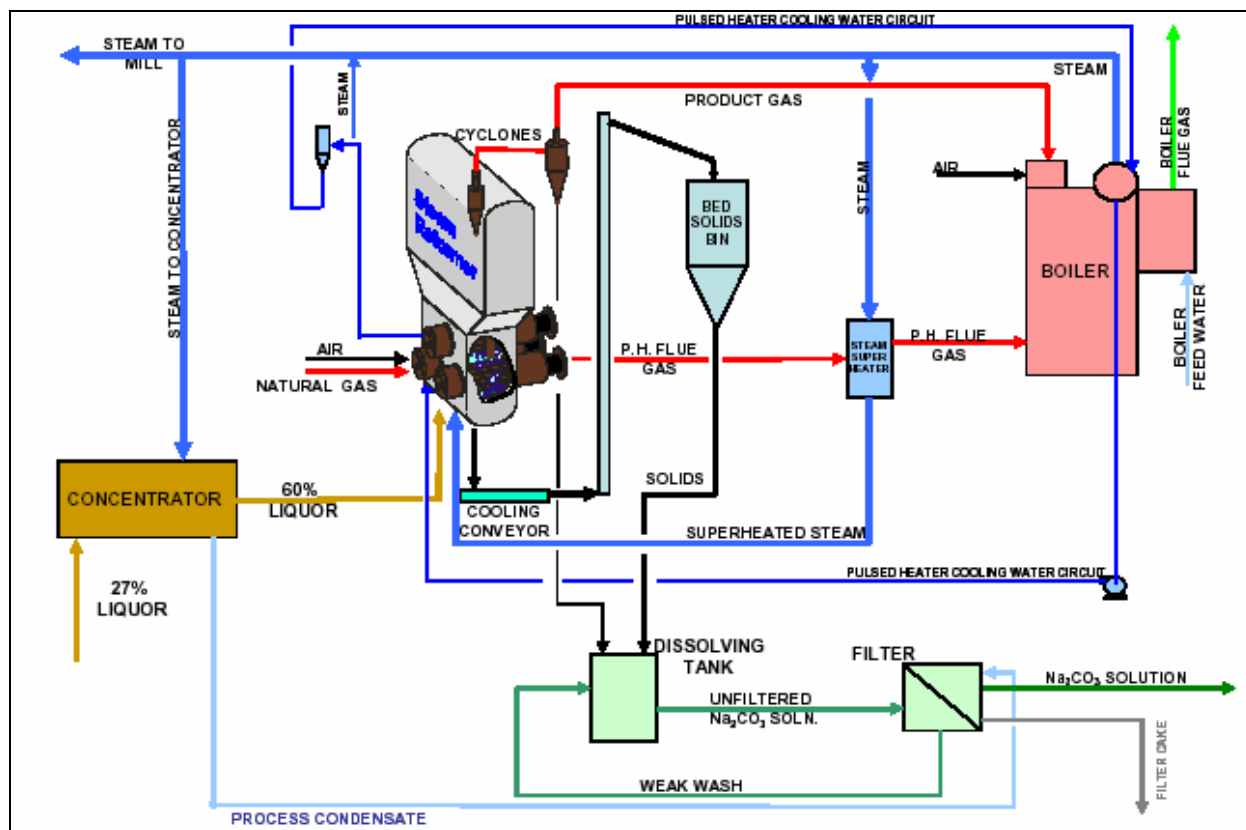 PULSED HEATER COOLING WATER CIRCUIT
STEAM TO
MILL
STEAM
STEAM
PRODUCT GAS
CYCLONES
BOILER
FLUE GAS
AIR
STEAM
STEAM TO CONCENTRATOR
BED
SOLIDS
BIN
BOILER
STEAM
SUPER
HEATER
P.H. FLUE
GAS
AIR
P.H. FLUE
GAS
NATURAL GAS
BOILER
FEED WATER
CONCENTRATOR
60%
LIQUOR
SOLIDS
COOLING
CONVEYOR
SUPERHEATED STEAM
PULSED HEATER COOLING WATER CIRCUIT
27%
LIQUOR
DISSOLVING
TANK
FILTER
Na₂CO₃ SOLUTION
UNFILTERED
Na₂CO₃ SOLN.
FILTER CAKE
WEAK WASH
PROCESS CONDENSATE